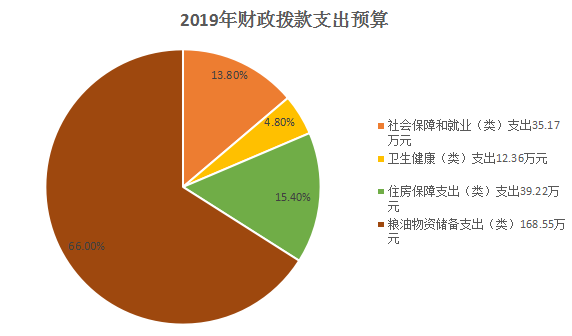 2019年财政拨款支出预算
13.80%
4.80%
15.40%
66.00%
社会保障和就业（类）支出35.17
万元
卫生健康（类）支出12.36万元
住房保障支出（类）支出39.22万
元
粮油物资储备支出（类）168.55万
元